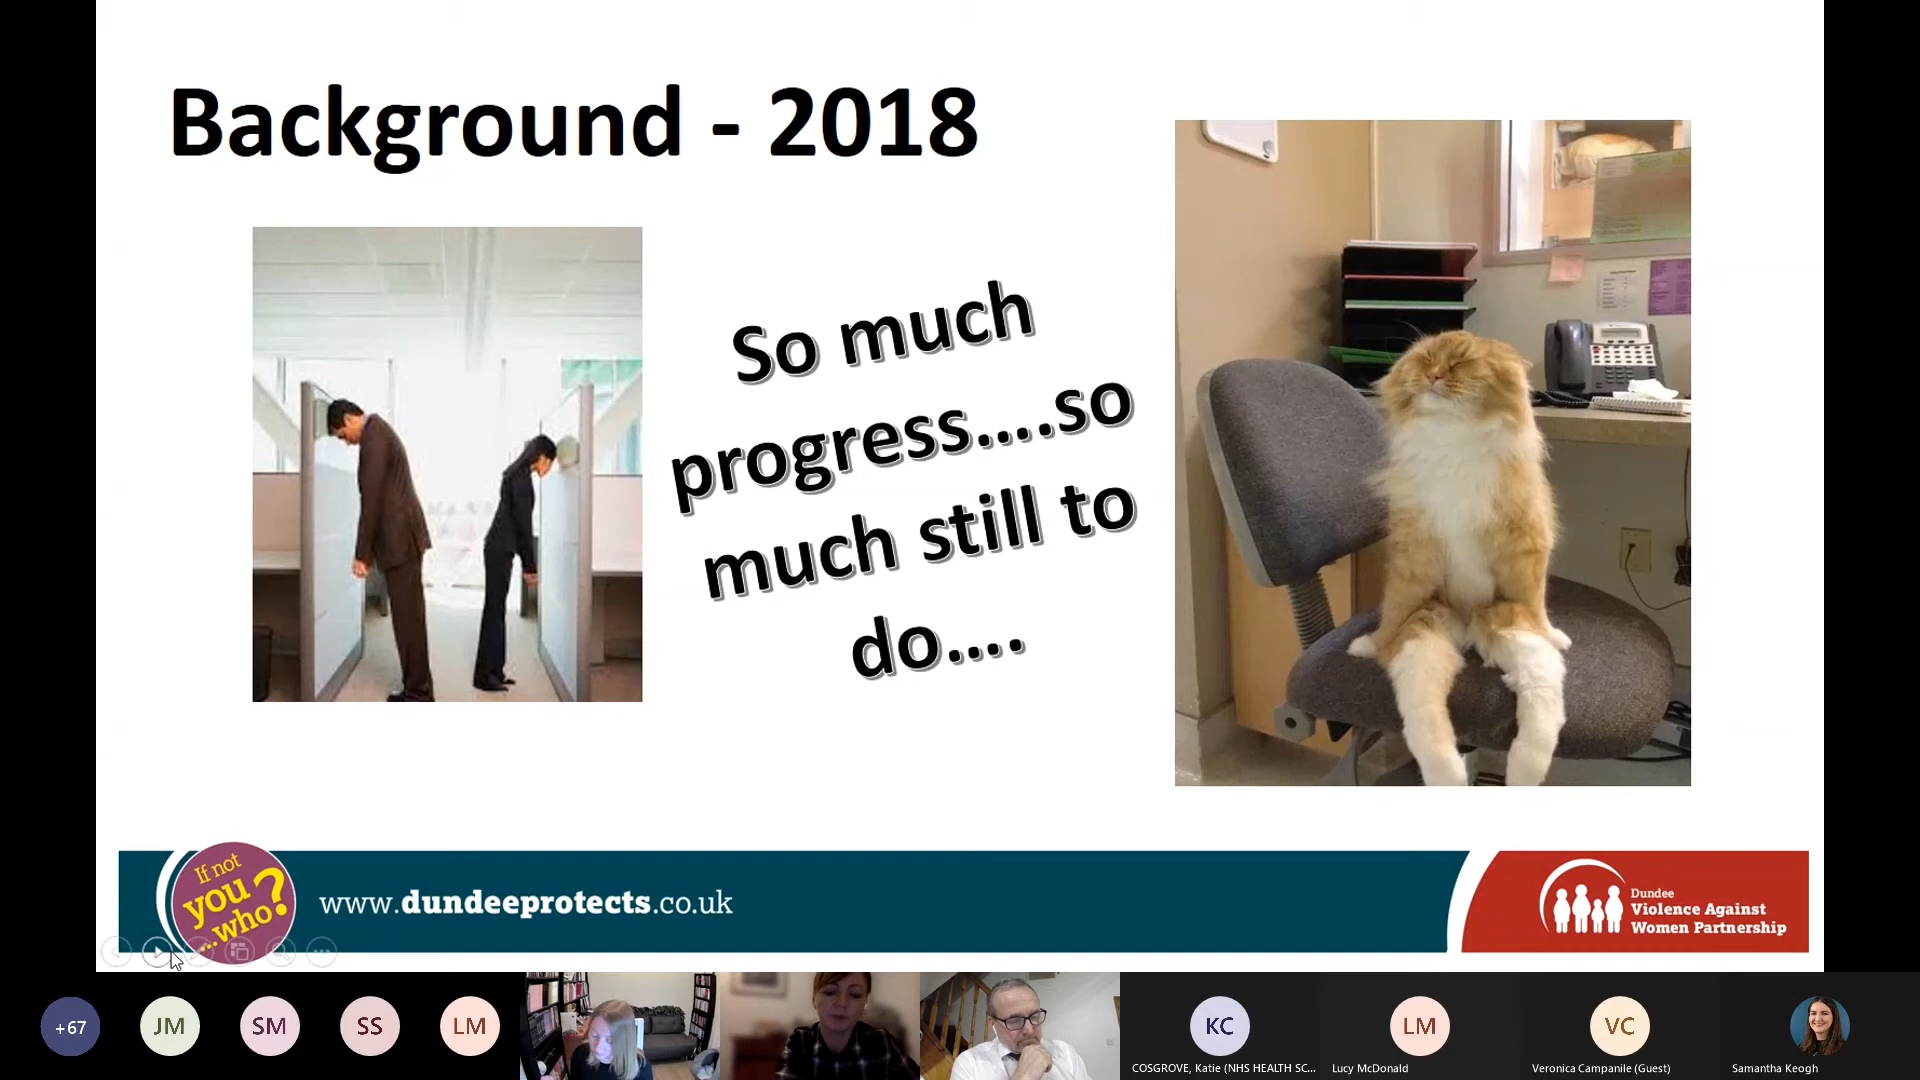 Background - 2018
So much
progress....so
much still to
do....
If not
you
...who?
www.dundeeprotects.co.uk
Dundee
Violence Against
Women Partnership
+67
JM
SM
SS
LM
KC
COSGROVE, Katie (NHS HEALTH SC...
LM
Lucy McDonald
VC
Veronica Campanile (Guest)
Samantha Keogh